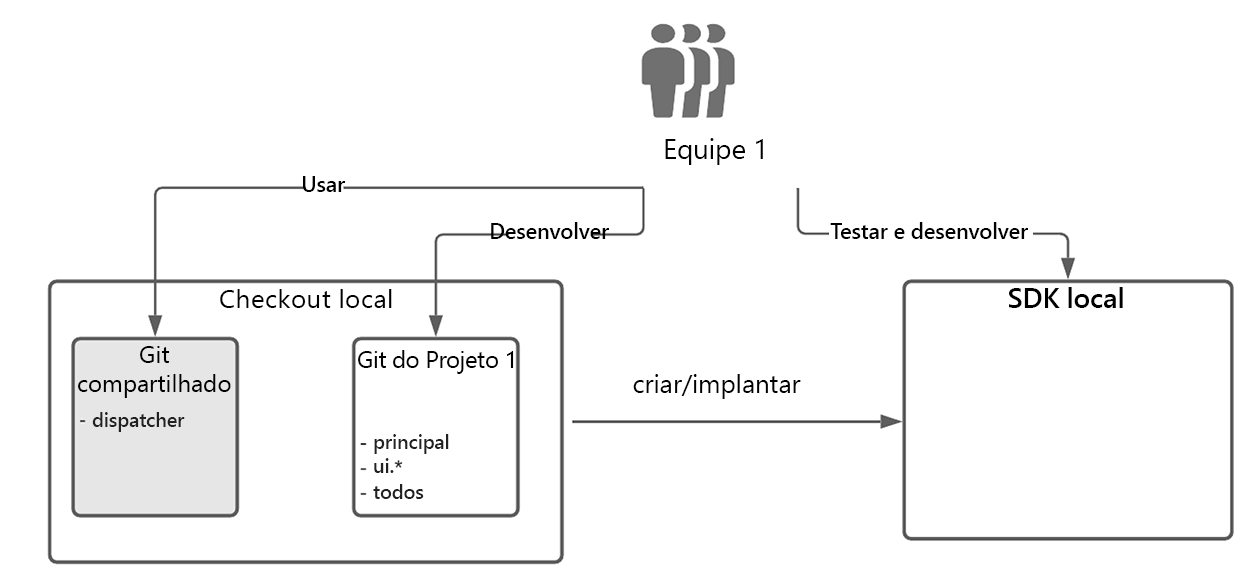 Equipe 1
Usar
Desenvolver
Testar e desenvolver
Checkout local
SDK local
Git
compartilhado
- dispatcher
Git do Projeto 1
- principal
- ui.*
- todos
criar/implantar